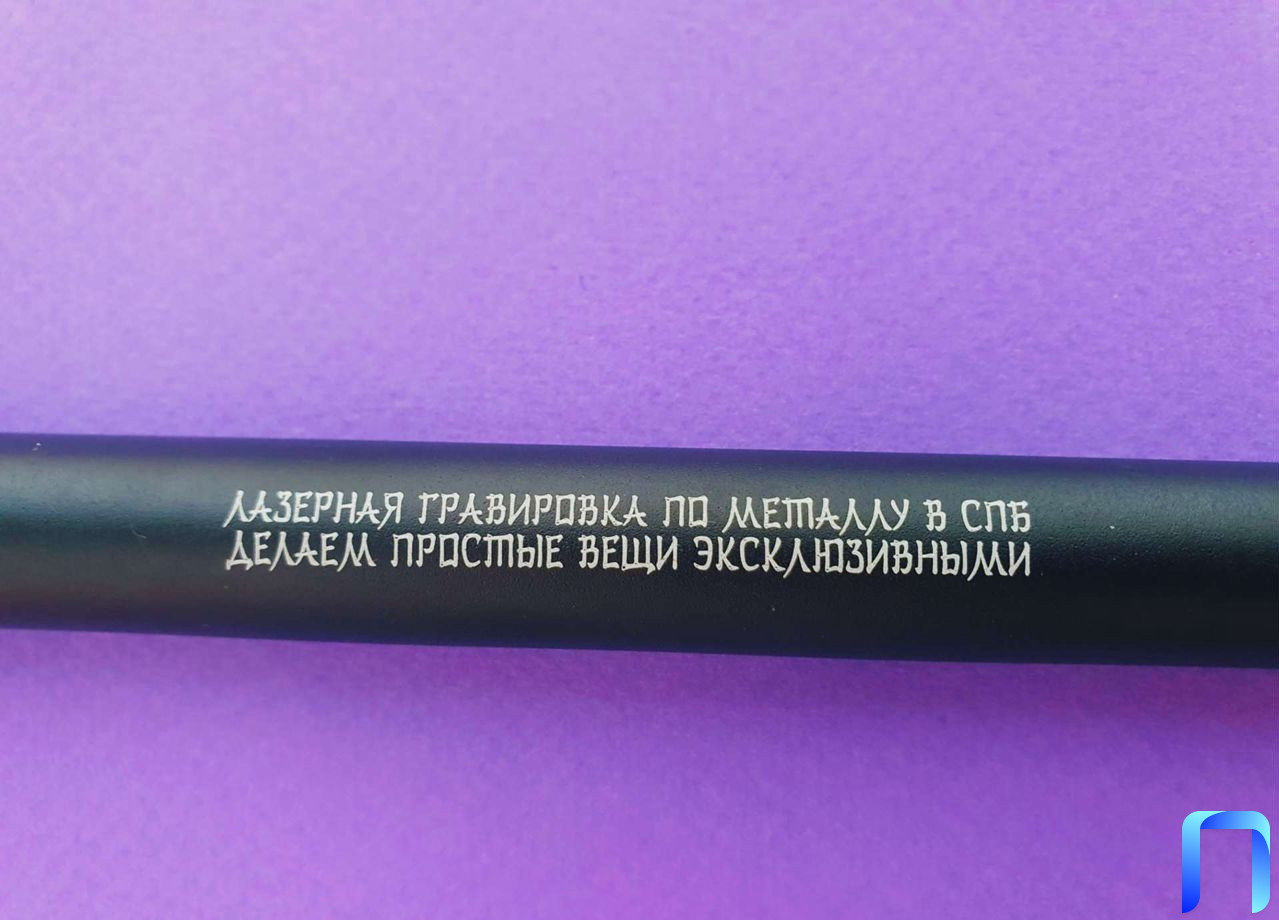 ЛАЗЕРНАЯ ГРАВИРОВКА ПО МЕТАЛЛУ В СПБ
ДЕЛАЕМ ПРОСТЫЕ ВЕЩИ ЭКСКЛЮЗИВНЫМИ